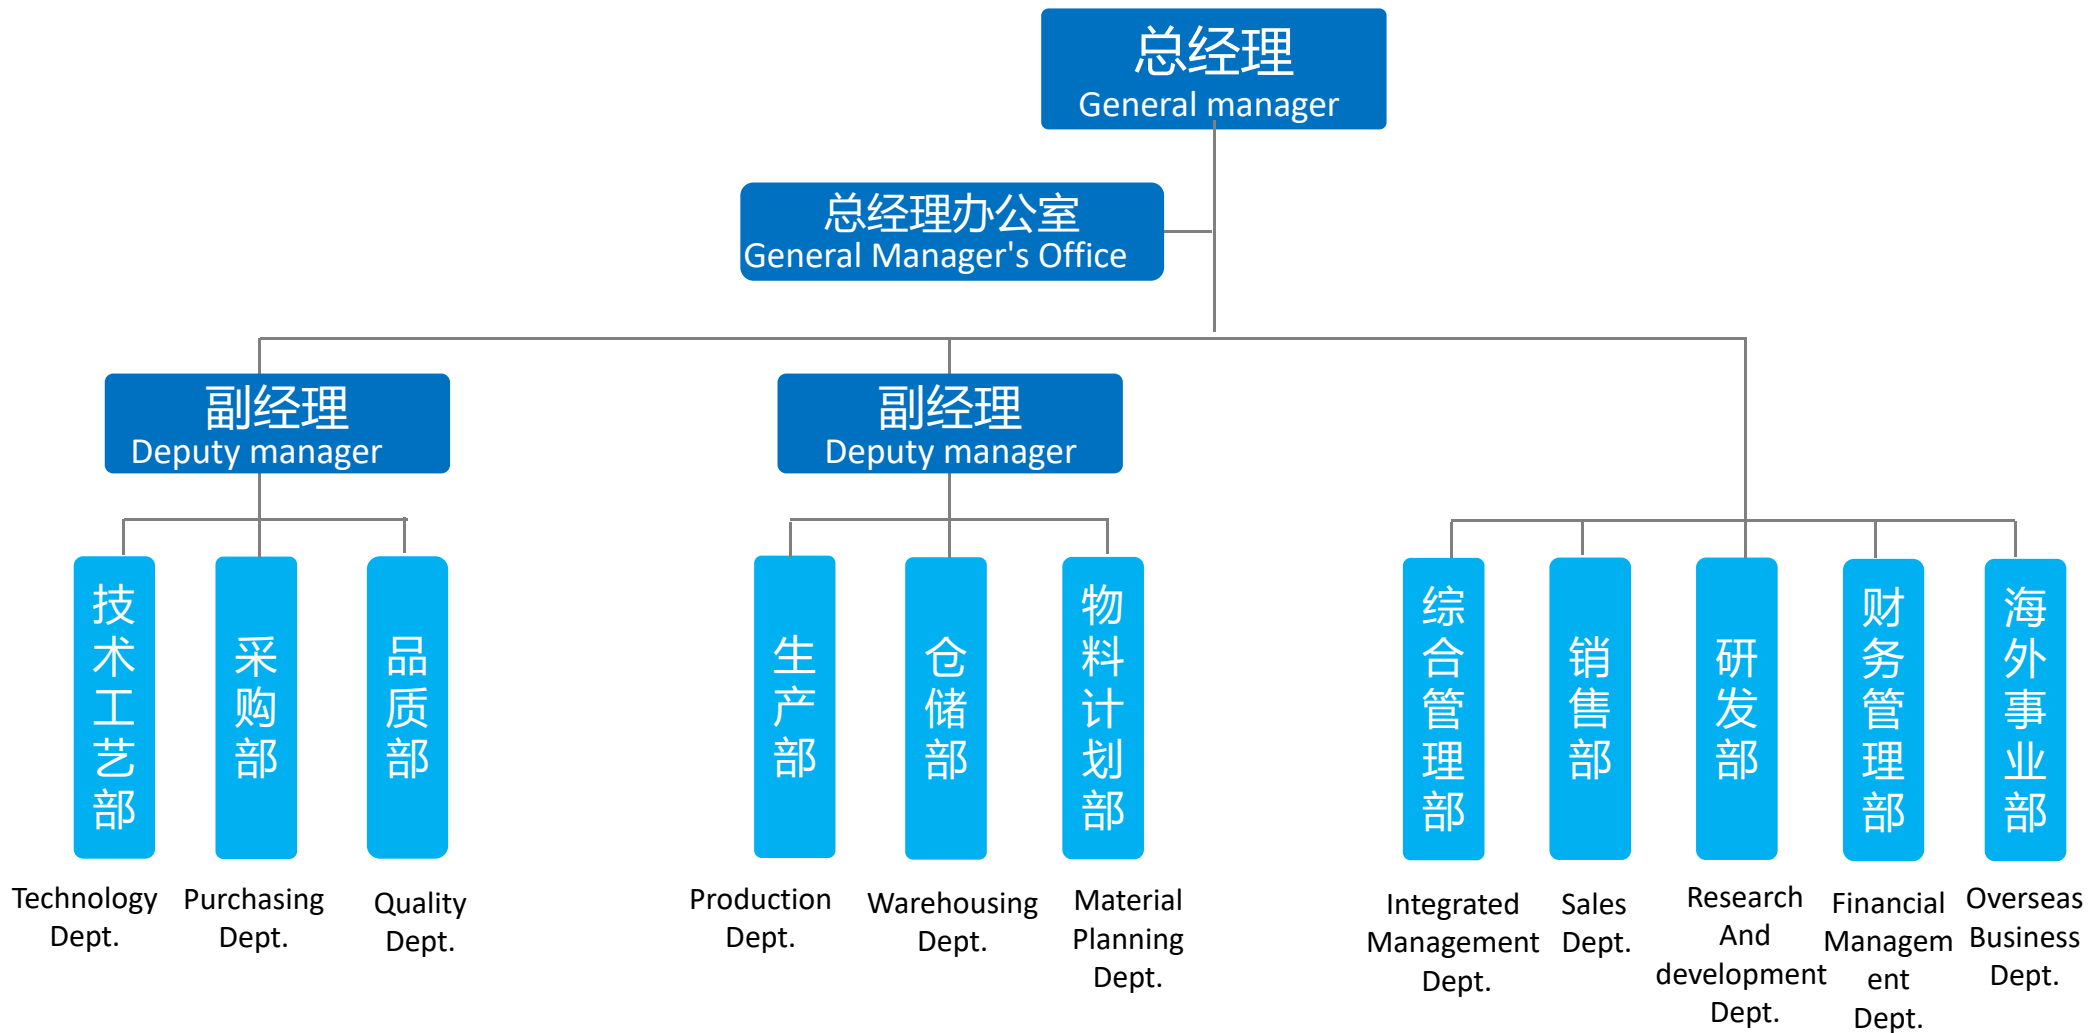 总经理
General manager
总经理办公室
General Manager's Office
副经理
Deputy manager
副经理
Deputy manager
技术工艺部
采购部
品质部
生产部
仓储部
物料计划部
综合管理部
销售部
研发部
财务管理部
海外事业部
Technology
Dept.
Purchasing
Dept.
Quality
Dept.
Production
Dept.
Warehousing
Dept.
Material
Planning
Dept.
Integrated
Management
Dept.
Sales
Dept.
Research
And
development
Dept.
Financial
Managem
ent
Dept.
Overseas
Business
Dept.